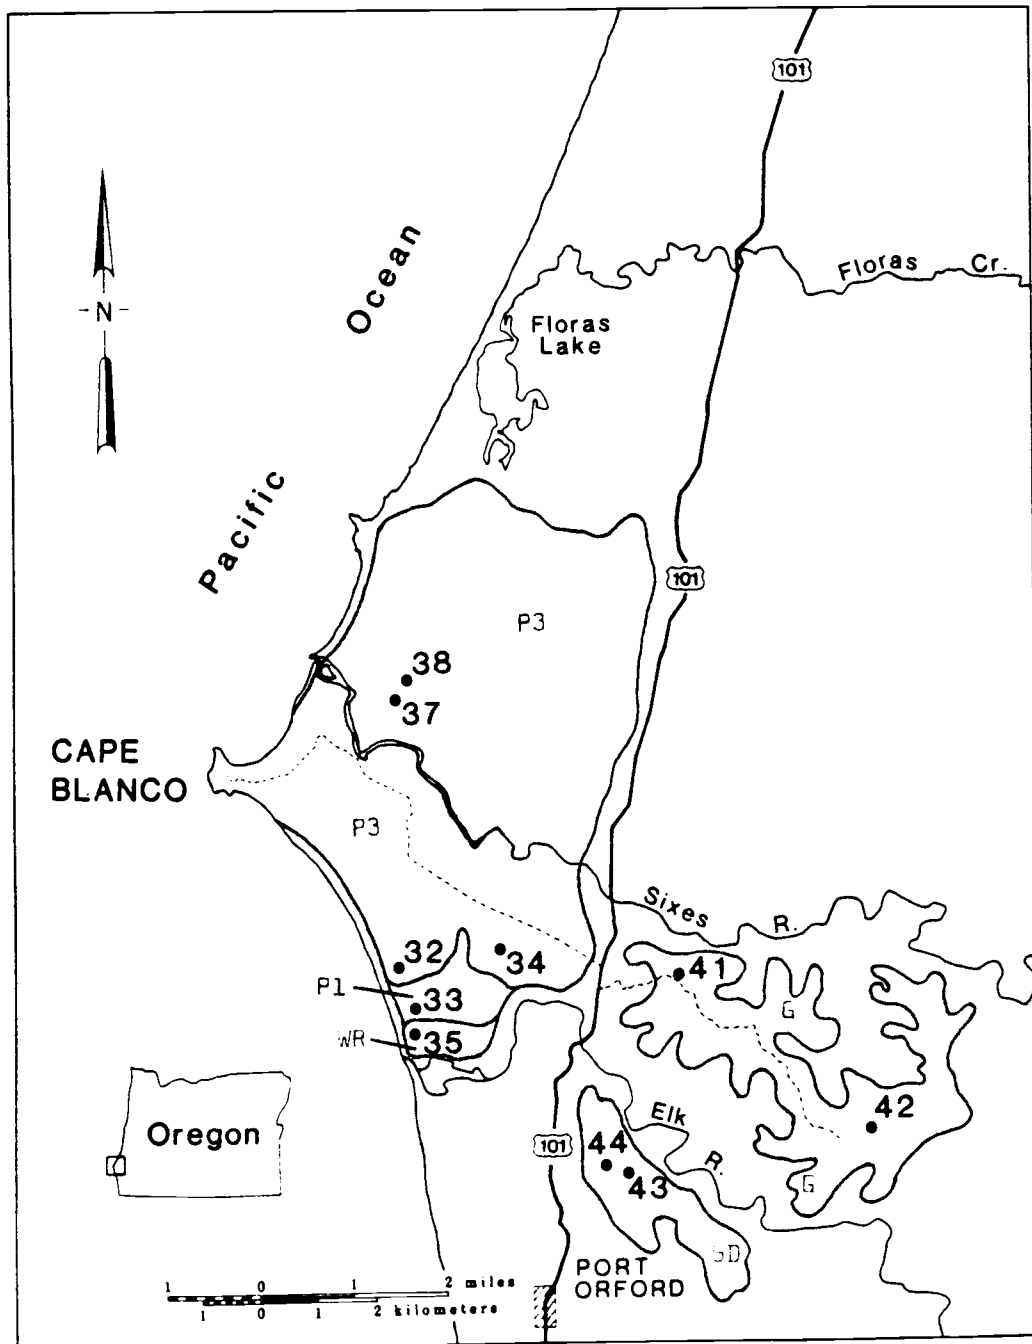 101
Pacific Ocean
- N -
Floras Cr.
Floras
Lake
101
P3
38
37
CAPE
BLANCO
P3
Sixes R.
32
34
41
P1
33
G
WR
35
42
Oregon
101
Elk R.
44
43
G
SD
PORT
ORFORD
1 0 1 2 miles
1 0 1 2 kilometers